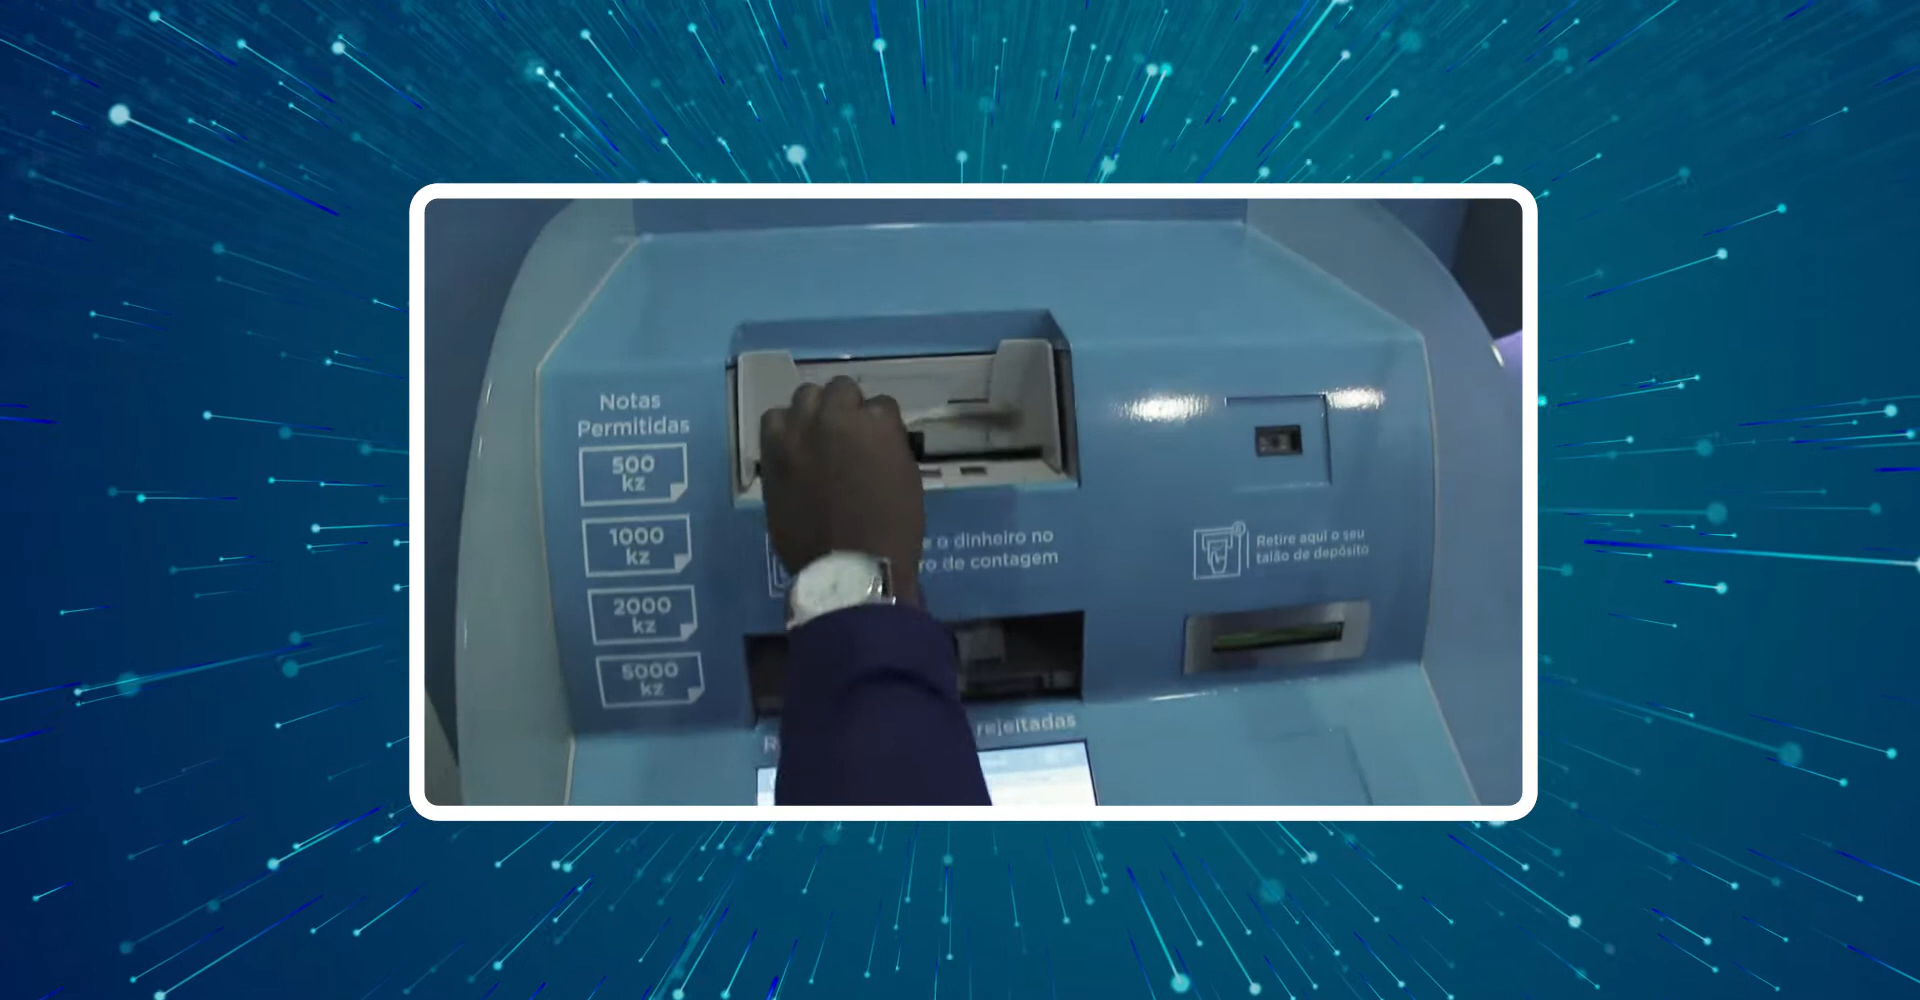 Notas
Permitidas
500
kz
1000
kz
2000
kz
5000
kz
o dinheiro no
de contagem
Retire aqui o seu
talão de depósito
rejeitadas